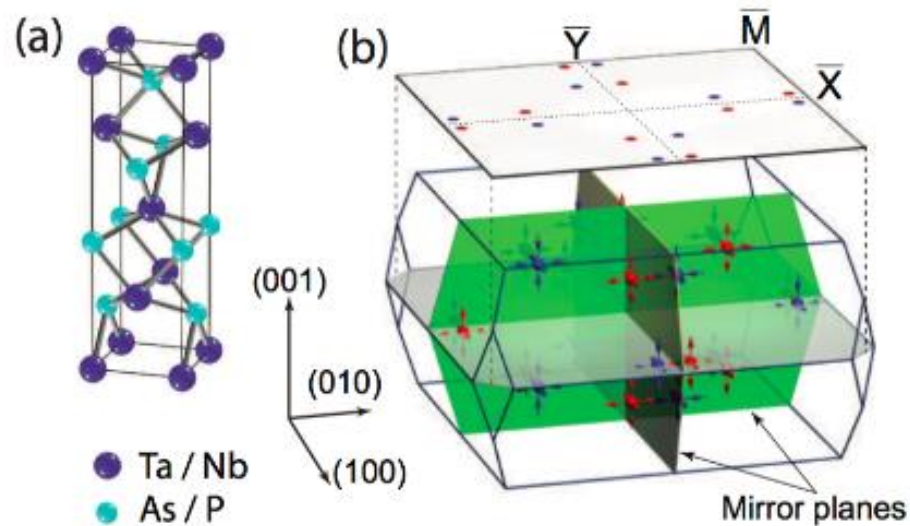 (a)
(b)
Y
M
X
(001)
(010)
(100)
Ta / Nb
As / P
Mirror planes